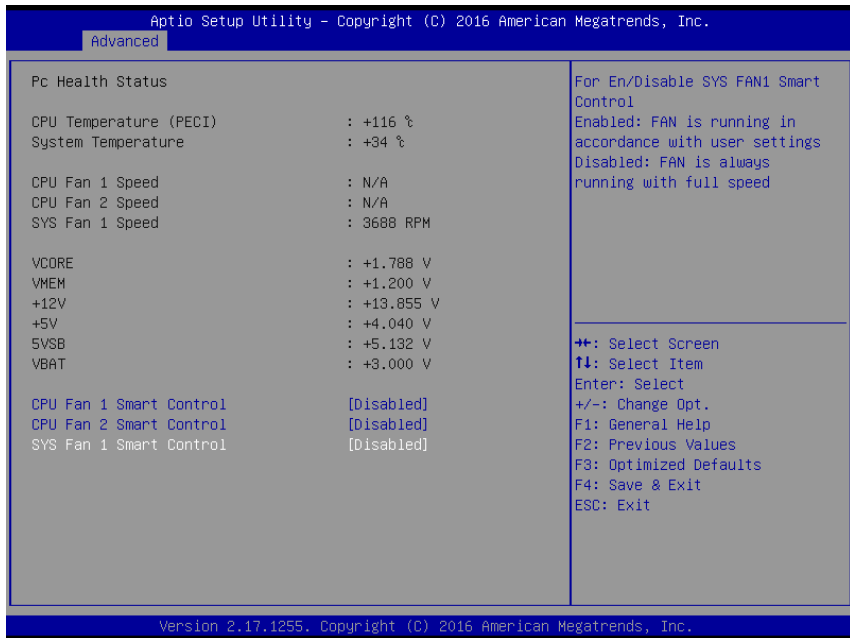 Aptio Setup Utility – Copyright (C) 2016 American Megatrends, Inc.
Advanced
Pc Health Status
CPU Temperature (PECI) : +116 ℃
System Temperature : +34 ℃
CPU Fan 1 Speed : N/A
CPU Fan 2 Speed : N/A
SYS Fan 1 Speed : 3688 RPM
VCORE : +1.788 V
VMEM : +1.200 V
+12V : +13.855 V
+5V : +4.040 V
5VSB : +5.132 V
VBAT : +3.000 V
CPU Fan 1 Smart Control [Disabled]
CPU Fan 2 Smart Control [Disabled]
SYS Fan 1 Smart Control [Disabled]
For En/Disable SYS FAN1 Smart
Control
Enabled: FAN is running in
accordance with user settings
Disabled: FAN is always
running with full speed
→←: Select Screen
↑↓: Select Item
Enter: Select
+/-: Change Opt.
F1: General Help
F2: Previous Values
F3: Optimized Defaults
F4: Save & Exit
ESC: Exit
Version 2.17.1255. Copyright (C) 2016 American Megatrends, Inc.